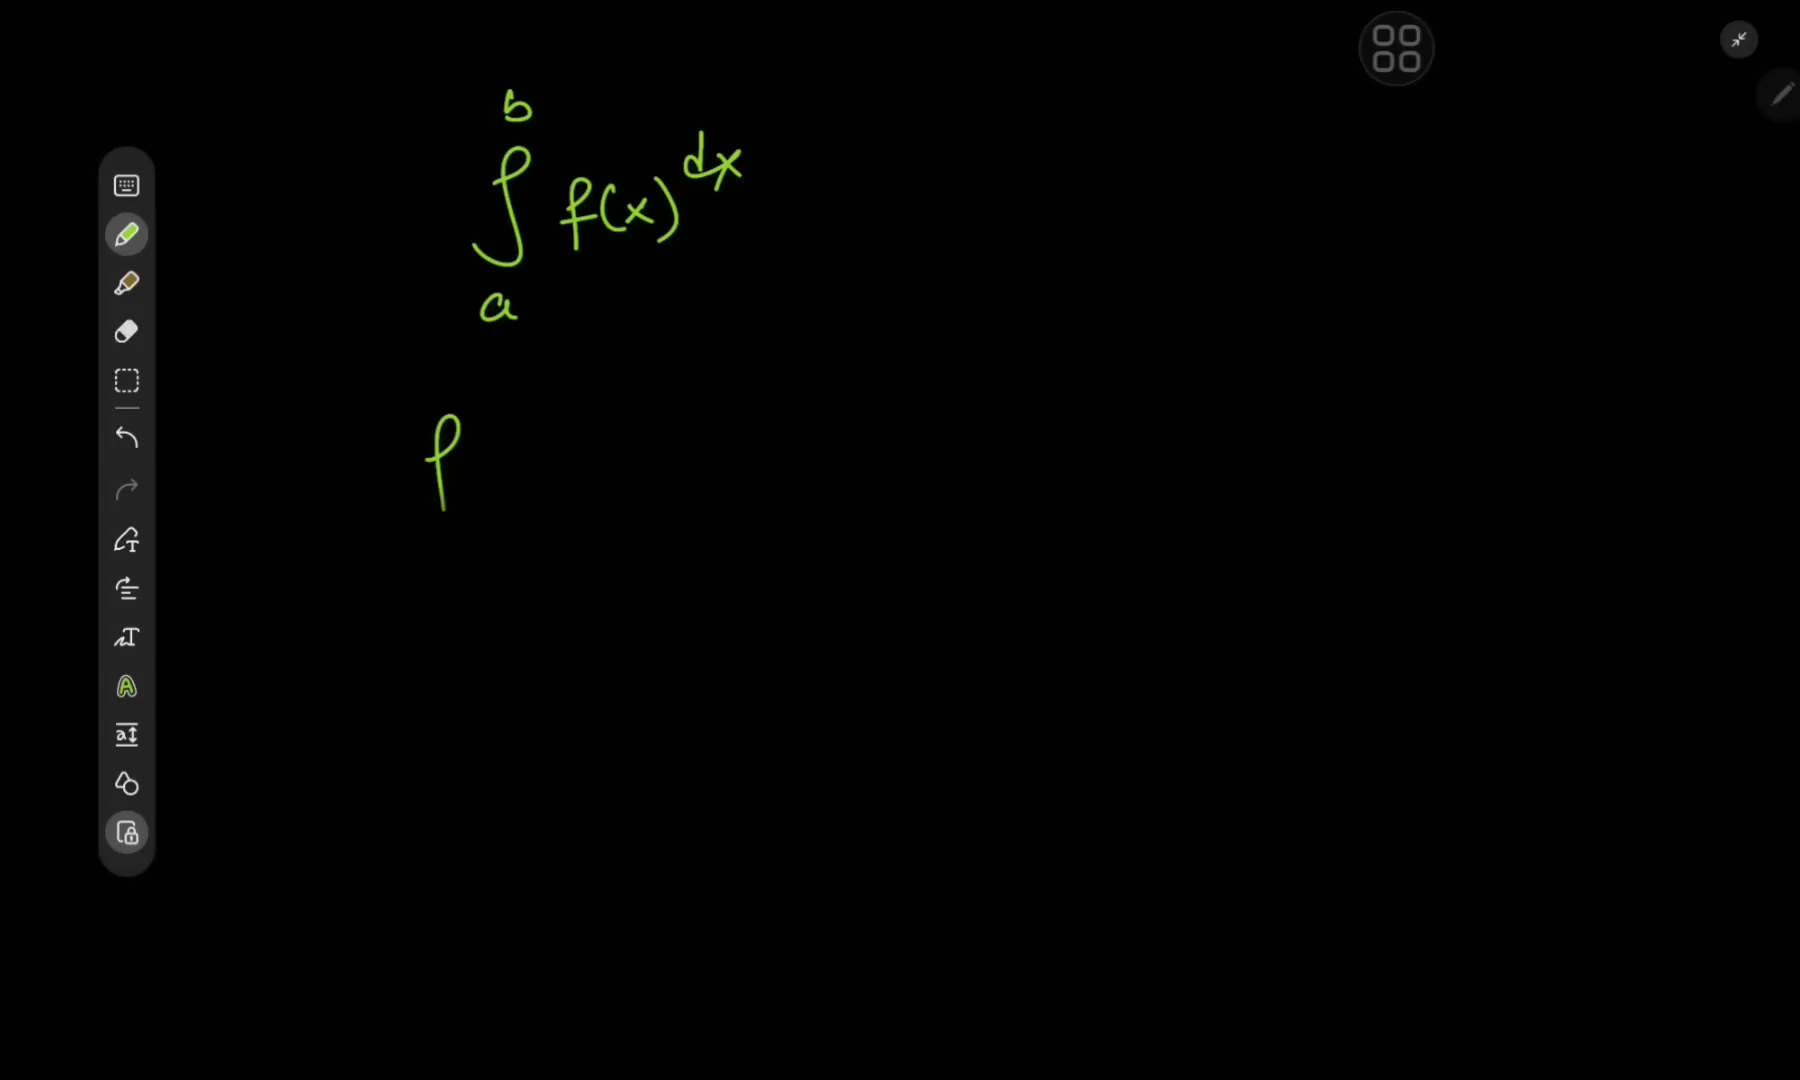 b
∫ f(x)^dx
a